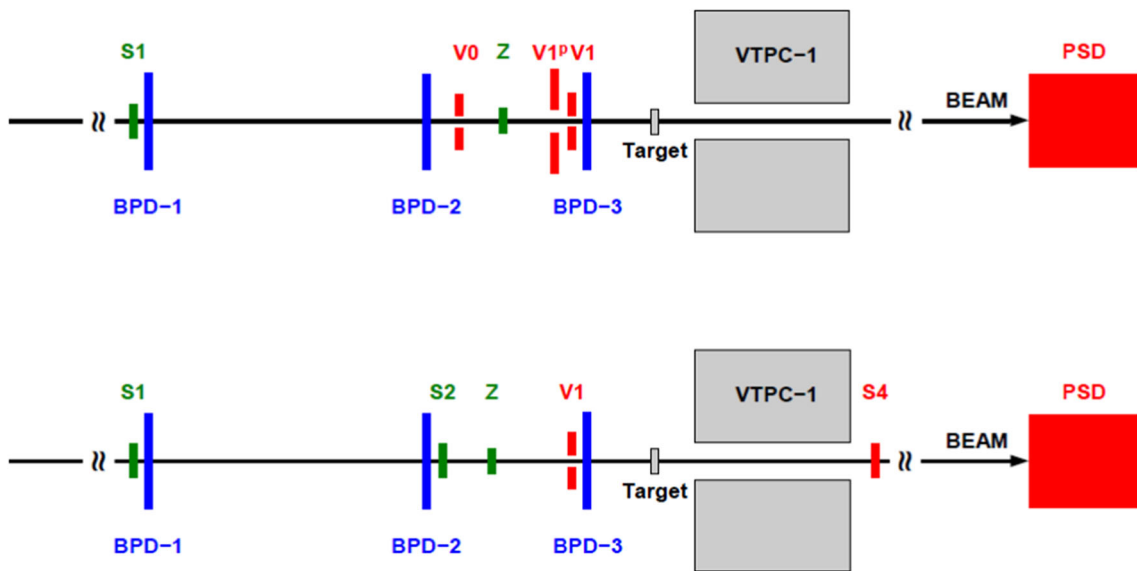 S1 V0 Z V1ᵖ V1 VTPC−1 PSD
BEAM
Target
BPD−1 BPD−2 BPD−3
S1 S2 Z V1 VTPC−1 S4 PSD
BEAM
Target
BPD−1 BPD−2 BPD−3